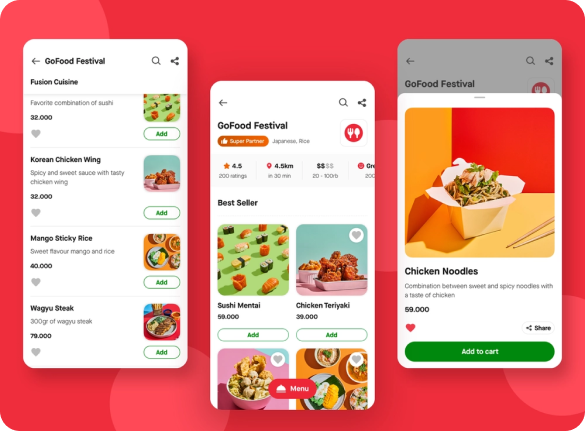 GoFood Festival
Fusion Cuisine
Favorite combination of sushi
32.000
Add
Korean Chicken Wing
Spicy and sweet sauce with tasty
chicken wing
32.000
Add
Mango Sticky Rice
Sweet flavour mango and rice
40.000
Add
Wagyu Steak
300gr of wagyu steak
79.000
Add
GoFood Festival
Super Partner
Japanese, Rice
4.5
200 ratings
4.5km
in 30 min
$$$$
20 - 100rb
Gre
200
Best Seller
Sushi Mentai
59.000
Add
Chicken Teriyaki
39.000
Add
Menu
GoFood Festival
Chicken Noodles
Combination between sweet and spicy noodles with
a taste of chicken
59.000
Share
Add to cart